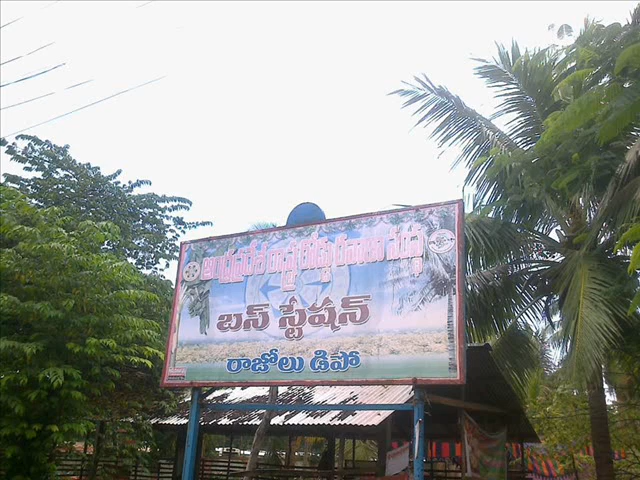 ఆంధ్రప్రదేశ్ రాష్ట్ర రోడ్డు రవాణా సంస్థ
బస్ స్టేషన్
రాజోలు డిపో